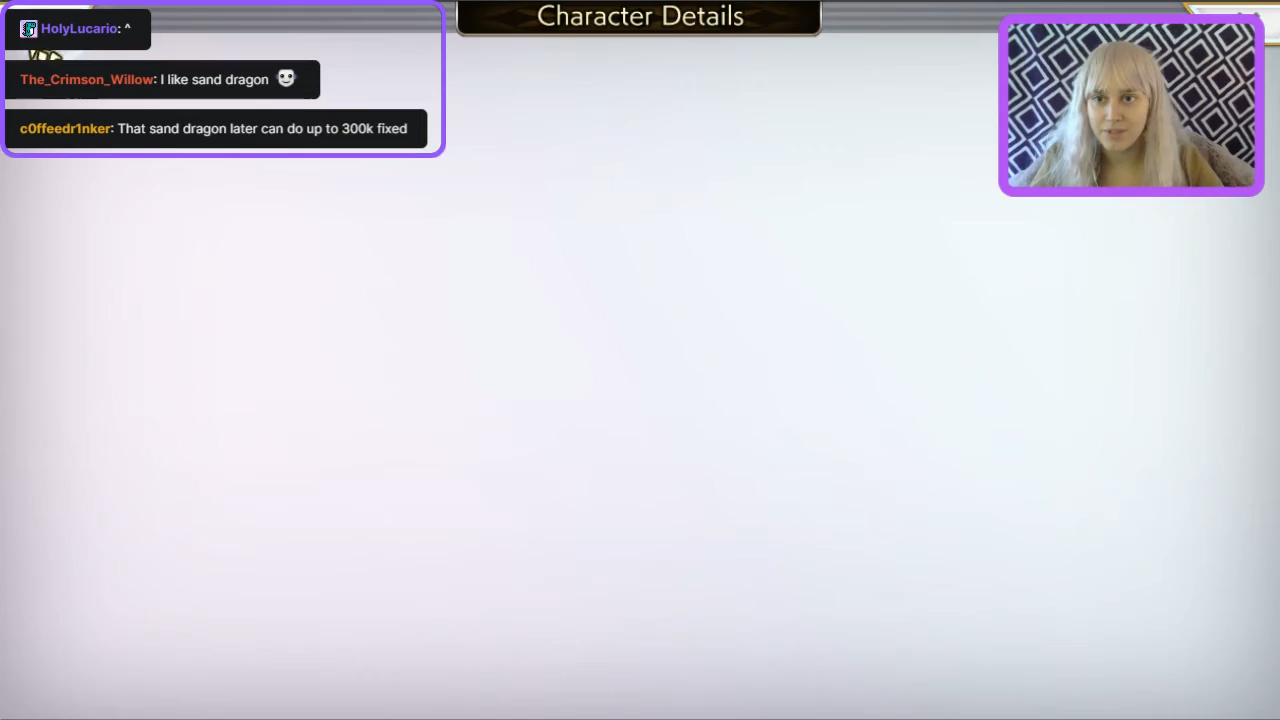 Character Details
HolyLucario: ^
The_Crimson_Willow: I like sand dragon
c0ffeedr1nker: That sand dragon later can do up to 300k fixed